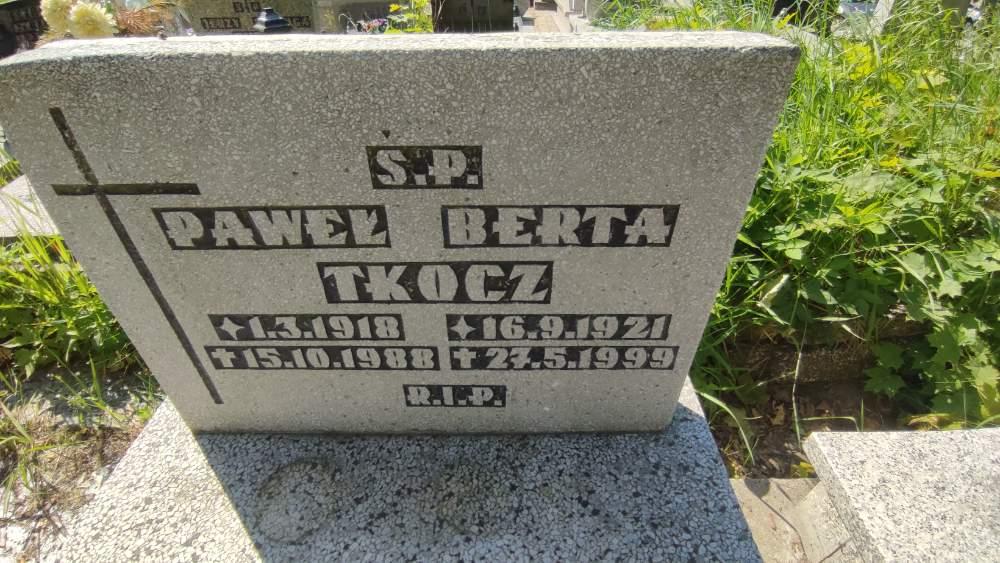 Ś.P.
PAWEŁ BERTA
TKOCZ
✦1.3.1918 ✦16.9.1921
✝15.10.1988 ✝27.5.1999
R.I.P.